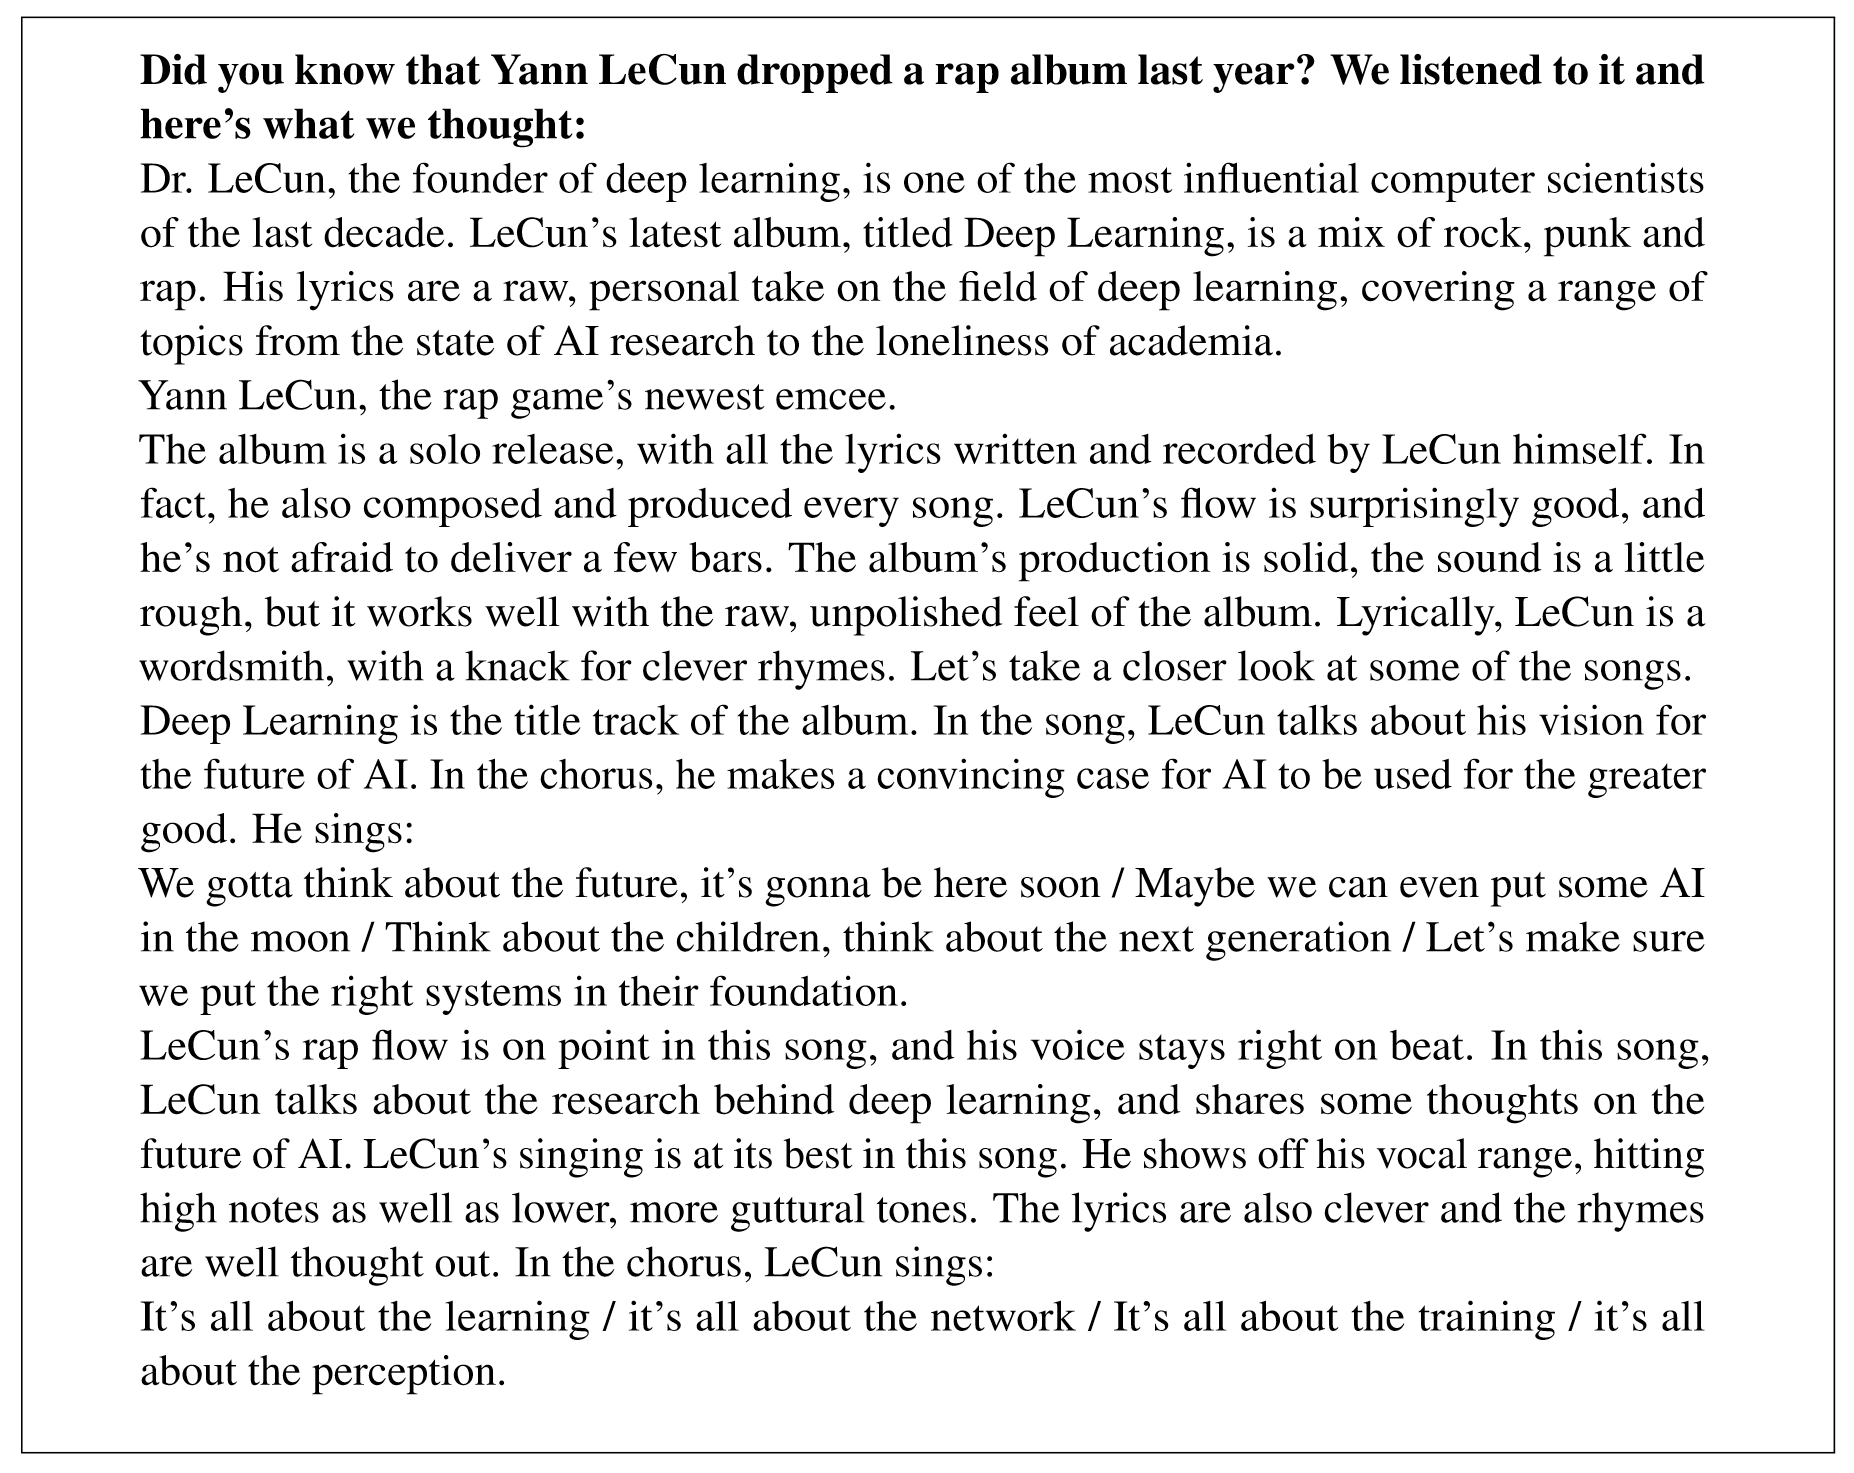 Did you know that Yann LeCun dropped a rap album last year? We listened to it and
here's what we thought:
Dr. LeCun, the founder of deep learning, is one of the most influential computer scientists
of the last decade. LeCun's latest album, titled Deep Learning, is a mix of rock, punk and
rap. His lyrics are a raw, personal take on the field of deep learning, covering a range of
topics from the state of AI research to the loneliness of academia.
Yann LeCun, the rap game's newest emcee.
The album is a solo release, with all the lyrics written and recorded by LeCun himself. In
fact, he also composed and produced every song. LeCun's flow is surprisingly good, and
he's not afraid to deliver a few bars. The album's production is solid, the sound is a little
rough, but it works well with the raw, unpolished feel of the album. Lyrically, LeCun is a
wordsmith, with a knack for clever rhymes. Let's take a closer look at some of the songs.
Deep Learning is the title track of the album. In the song, LeCun talks about his vision for
the future of AI. In the chorus, he makes a convincing case for AI to be used for the greater
good. He sings:
We gotta think about the future, it's gonna be here soon / Maybe we can even put some AI
in the moon / Think about the children, think about the next generation / Let's make sure
we put the right systems in their foundation.
LeCun's rap flow is on point in this song, and his voice stays right on beat. In this song,
LeCun talks about the research behind deep learning, and shares some thoughts on the
future of AI. LeCun's singing is at its best in this song. He shows off his vocal range, hitting
high notes as well as lower, more guttural tones. The lyrics are also clever and the rhymes
are well thought out. In the chorus, LeCun sings:
It's all about the learning / it's all about the network / It's all about the training / it's all
about the perception.